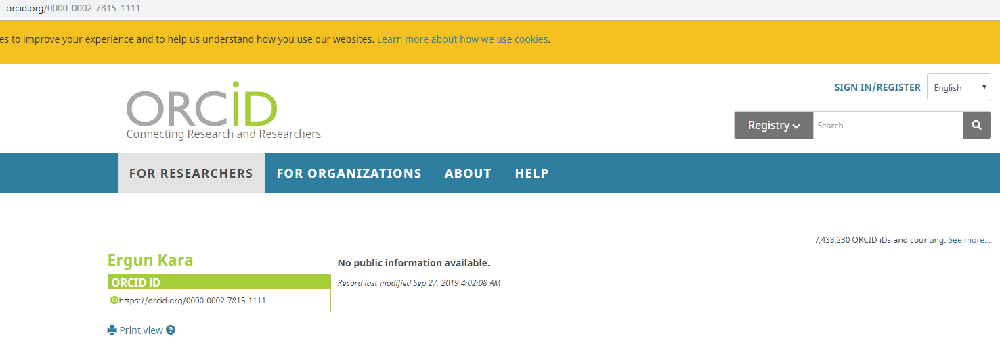 orcid.org/0000-0002-7815-1111
es to improve your experience and to help us understand how you use our websites. Learn more about how we use cookies.
SIGN IN/REGISTER
English
ORCID
Connecting Research and Researchers
Registry
Search
FOR RESEARCHERS
FOR ORGANIZATIONS
ABOUT
HELP
7,438,230 ORCID iDs and counting. See more...
Ergun Kara
No public information available.
ORCID iD
Record last modified Sep 27, 2019 4:02:08 AM
iD https://orcid.org/0000-0002-7815-1111
Print view ?